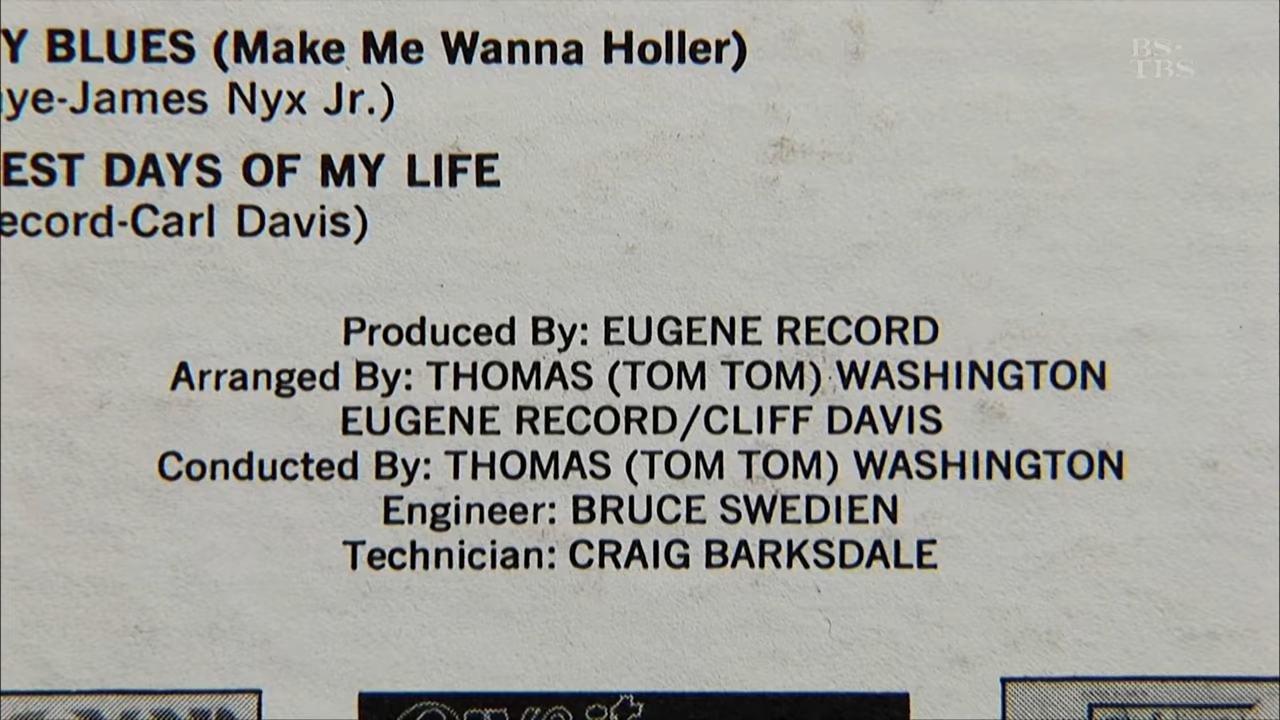 Y BLUES (Make Me Wanna Holler)
BS-
TBS
ye-James Nyx Jr.)
EST DAYS OF MY LIFE
ecord-Carl Davis)
Produced By: EUGENE RECORD
Arranged By: THOMAS (TOM TOM) WASHINGTON
EUGENE RECORD/CLIFF DAVIS
Conducted By: THOMAS (TOM TOM) WASHINGTON
Engineer: BRUCE SWEDIEN
Technician: CRAIG BARKSDALE